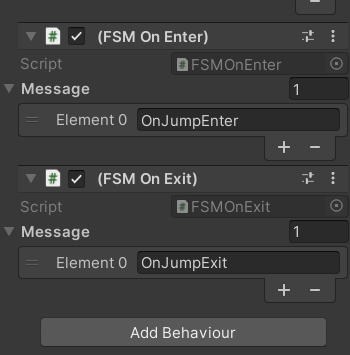 (FSM On Enter)
Script FSMOnEnter
Message 1
Element 0 OnJumpEnter
(FSM On Exit)
Script FSMOnExit
Message 1
Element 0 OnJumpExit
Add Behaviour